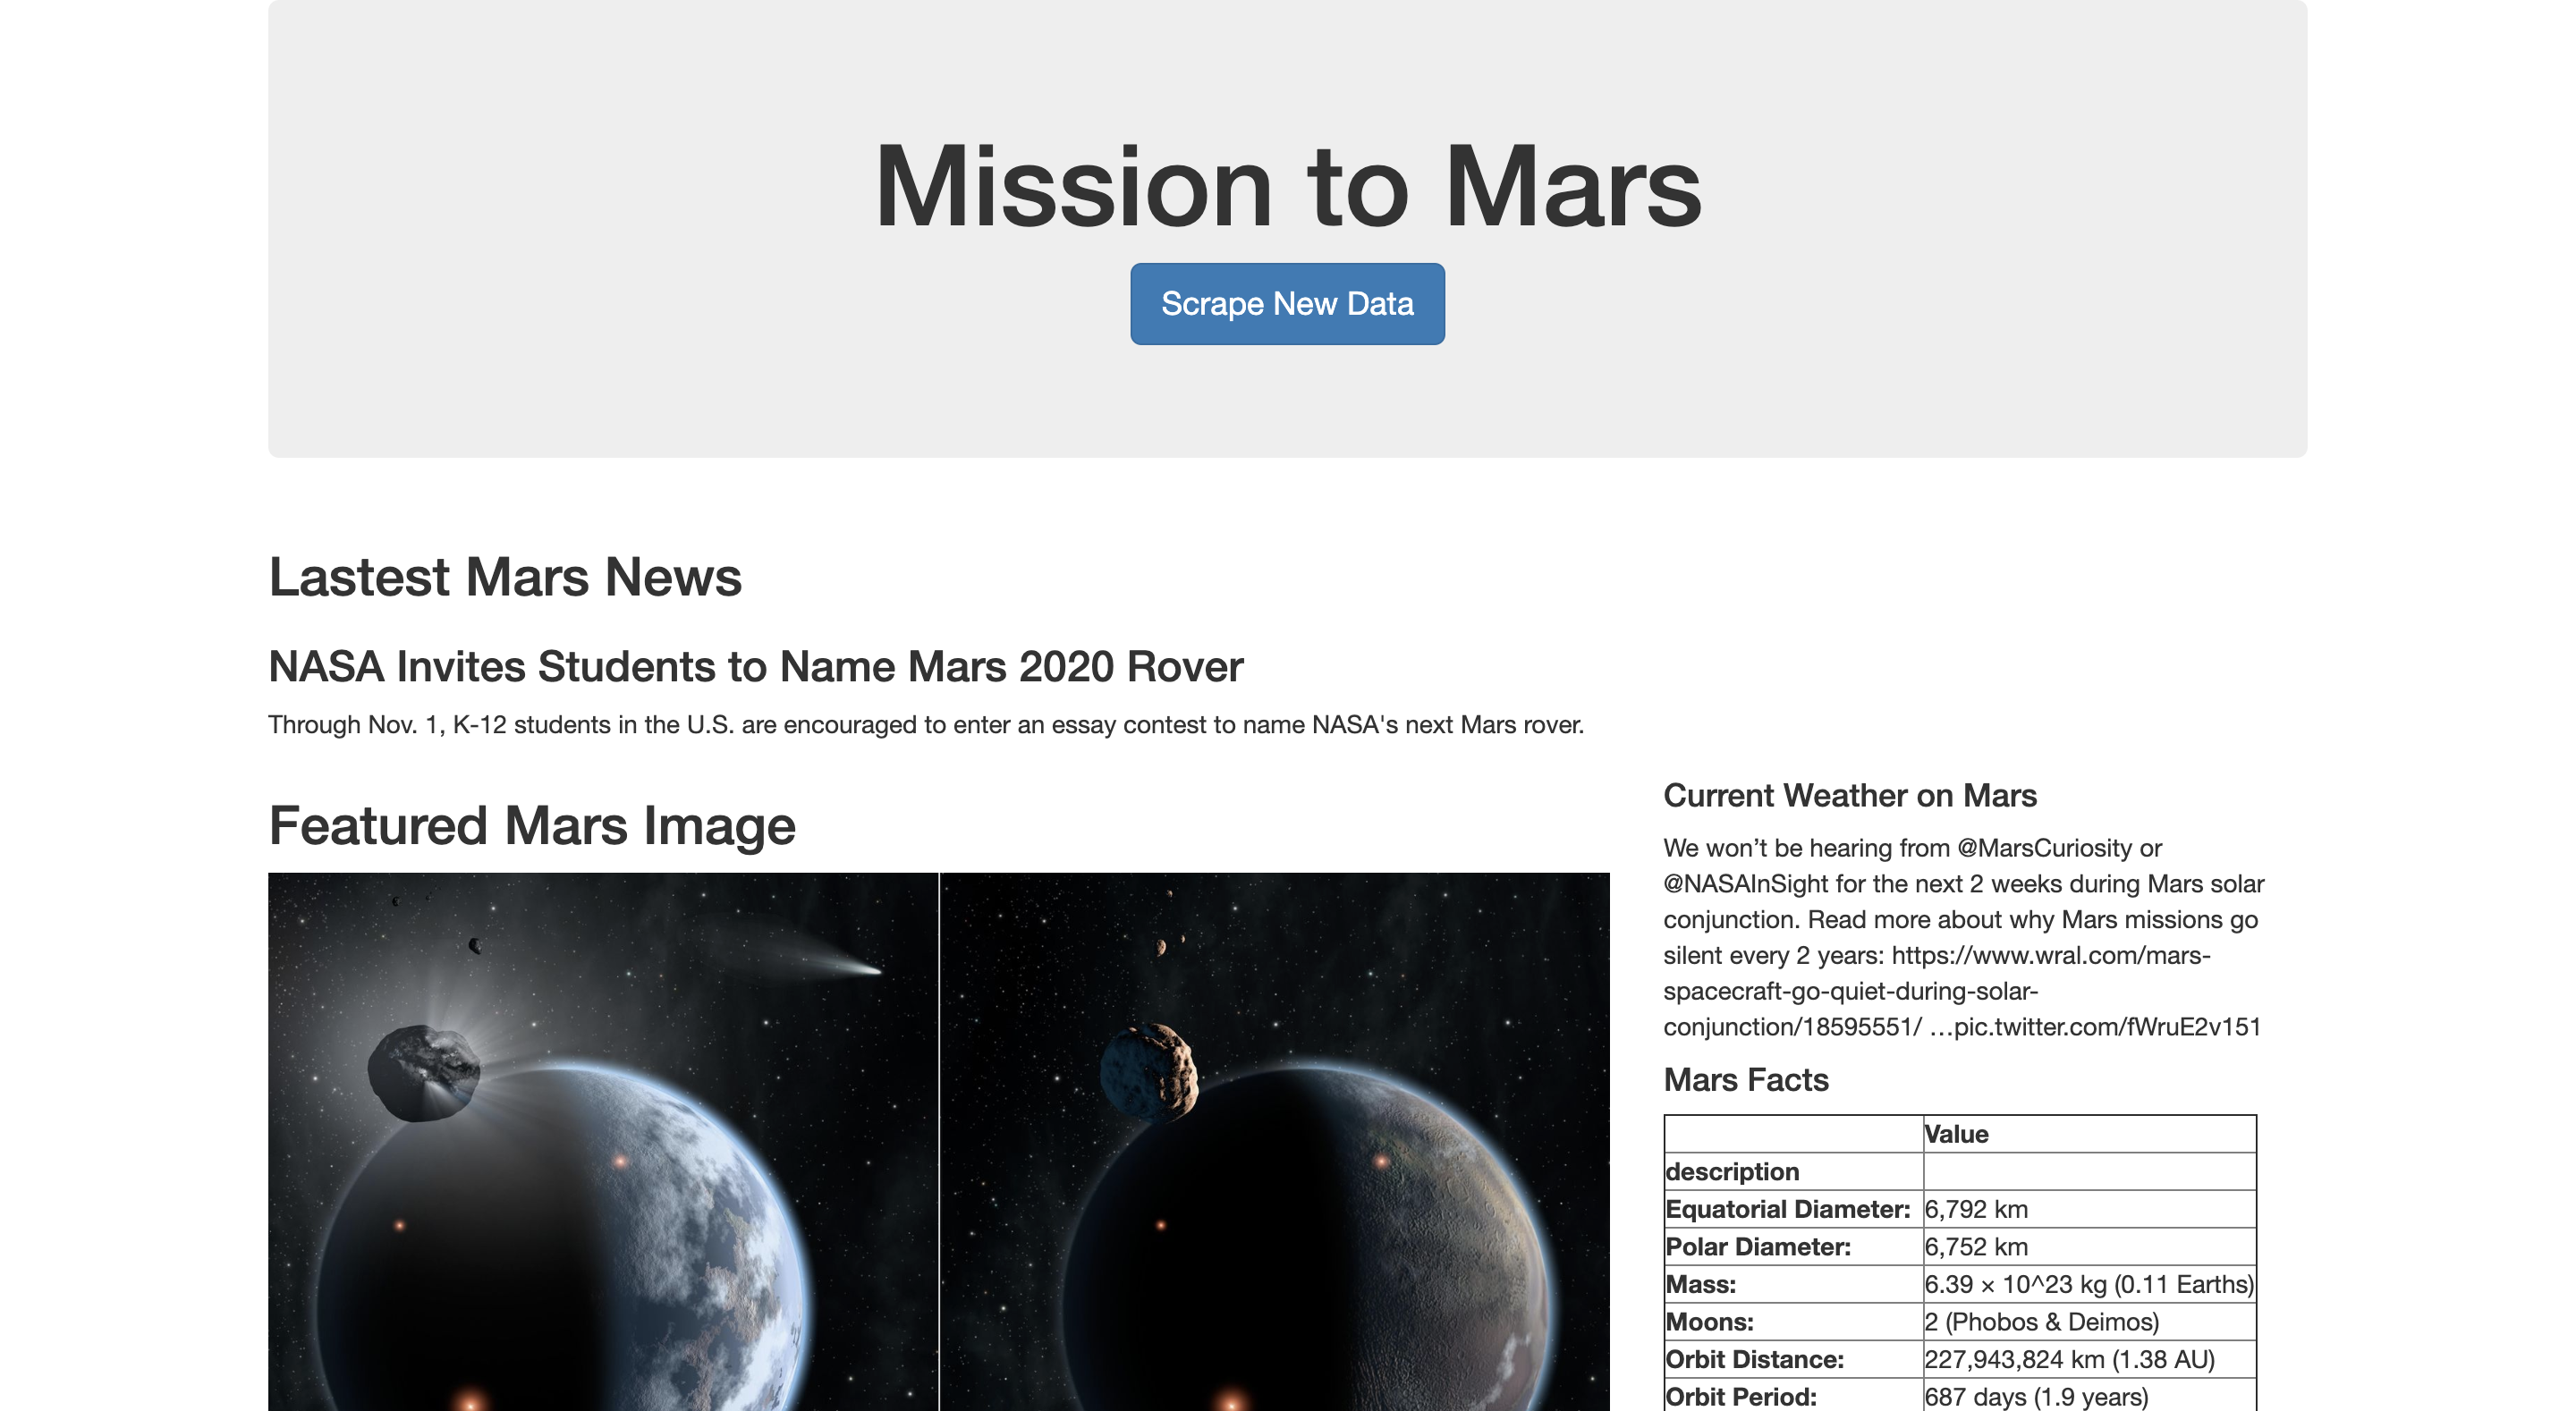 Mission to Mars
Scrape New Data
Lastest Mars News
NASA Invites Students to Name Mars 2020 Rover
Through Nov. 1, K-12 students in the U.S. are encouraged to enter an essay contest to name NASA's next Mars rover.
Featured Mars Image
Current Weather on Mars
We won’t be hearing from @MarsCuriosity or
@NASAInSight for the next 2 weeks during Mars solar
conjunction. Read more about why Mars missions go
silent every 2 years: https://www.wral.com/mars-
spacecraft-go-quiet-during-solar-
conjunction/18595551/ …pic.twitter.com/fWruE2v151
Mars Facts
Value
description
Equatorial Diameter: 6,792 km
Polar Diameter: 6,752 km
Mass: 6.39 × 10^23 kg (0.11 Earths)
Moons: 2 (Phobos & Deimos)
Orbit Distance: 227,943,824 km (1.38 AU)
Orbit Period: 687 days (1.9 years)